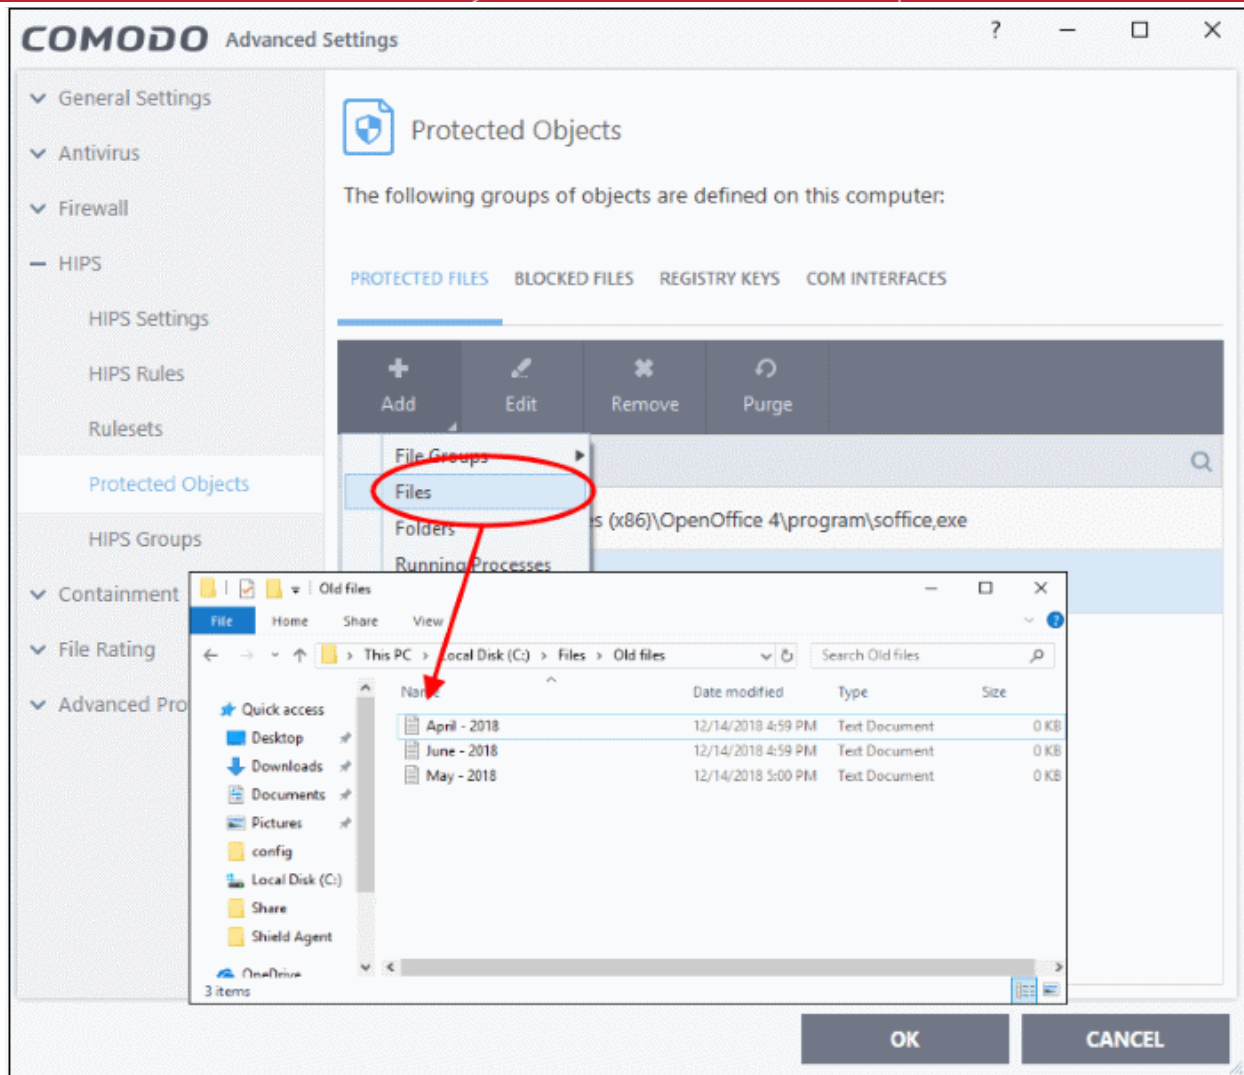 COMODO Advanced Settings ?
General Settings
Antivirus
Firewall
HIPS
HIPS Settings
HIPS Rules
Rulesets
Protected Objects
HIPS Groups
Containment
File Rating
Advanced Pro
Protected Objects
The following groups of objects are defined on this computer:
PROTECTED FILES BLOCKED FILES REGISTRY KEYS COM INTERFACES
Add Edit Remove Purge
File Groups
Files
Folders
Running Processes
s (x86)\OpenOffice 4\program\soffice,exe
Old files
File Home Share View ?
This PC > Local Disk (C:) > Files > Old files Search Old files
Quick access
Desktop
Downloads
Documents
Pictures
config
Local Disk (C:)
Share
Shield Agent
OneDrive
Name Date modified Type Size
April - 2018 12/14/2018 4:59 PM Text Document 0 KB
June - 2018 12/14/2018 4:59 PM Text Document 0 KB
May - 2018 12/14/2018 5:00 PM Text Document 0 KB
3 items
OK CANCEL